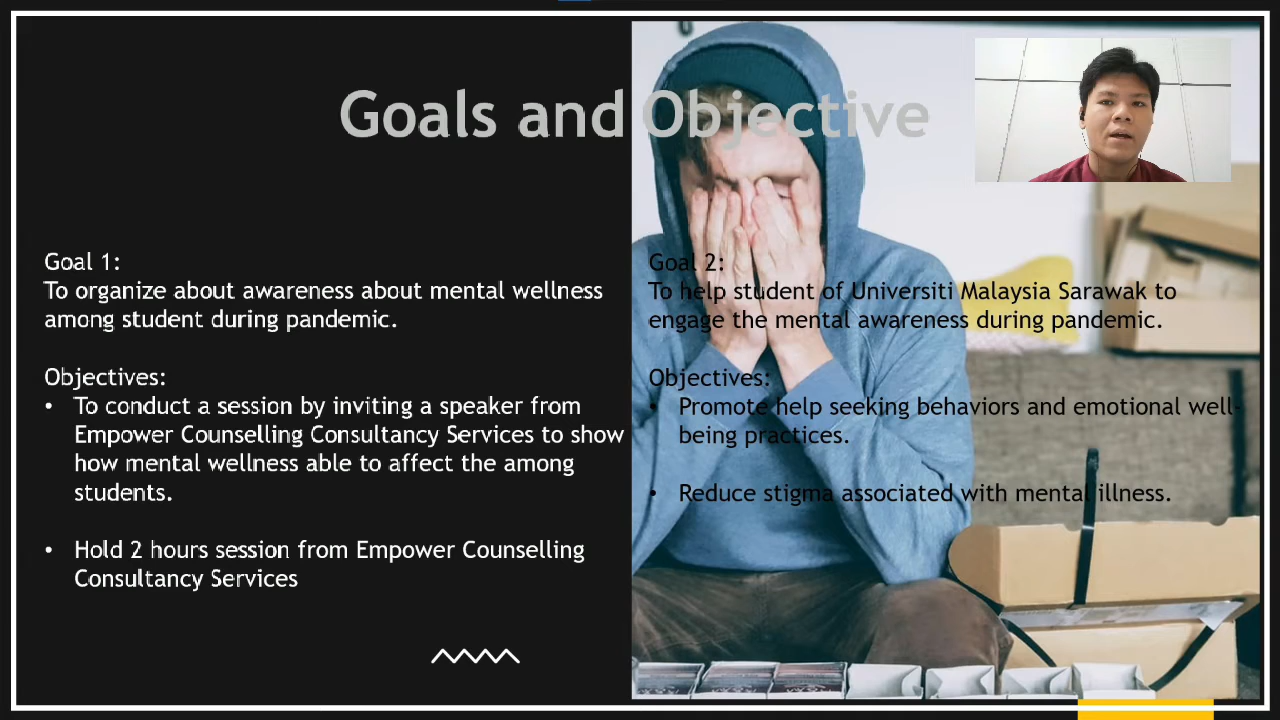 Goals and Objective
Goal 1:
To organize about awareness about mental wellness
among student during pandemic.
Objectives:
• To conduct a session by inviting a speaker from
Empower Counselling Consultancy Services to show
how mental wellness able to affect the among
students.
• Hold 2 hours session from Empower Counselling
Consultancy Services
Goal 2:
To help student of Universiti Malaysia Sarawak to
engage the mental awareness during pandemic.
Objectives:
• Promote help seeking behaviors and emotional well-
being practices.
• Reduce stigma associated with mental illness.